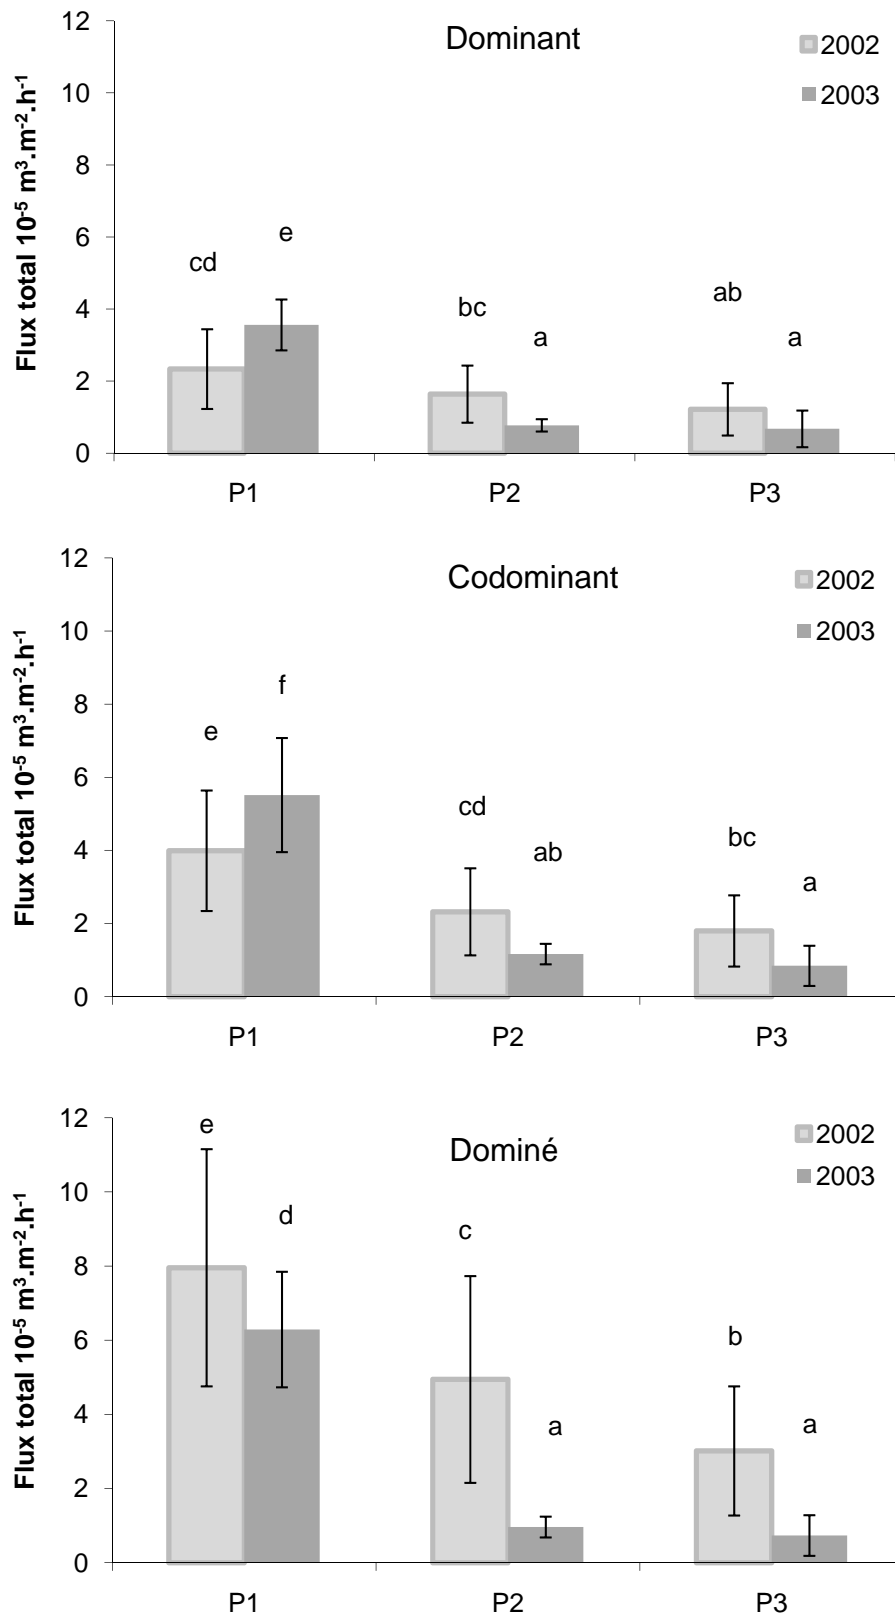 Dominant
2002
2003
Flux total 10⁻⁵ m³.m⁻².h⁻¹
12
10
8
6
4
2
0
cd
e
bc
a
ab
a
P1
P2
P3
Codominant
2002
2003
Flux total 10⁻⁵ m³.m⁻².h⁻¹
12
10
8
6
4
2
0
e
f
cd
ab
bc
a
P1
P2
P3
Dominé
2002
2003
Flux total 10⁻⁵ m³.m⁻².h⁻¹
12
10
8
6
4
2
0
e
d
c
a
b
a
P1
P2
P3